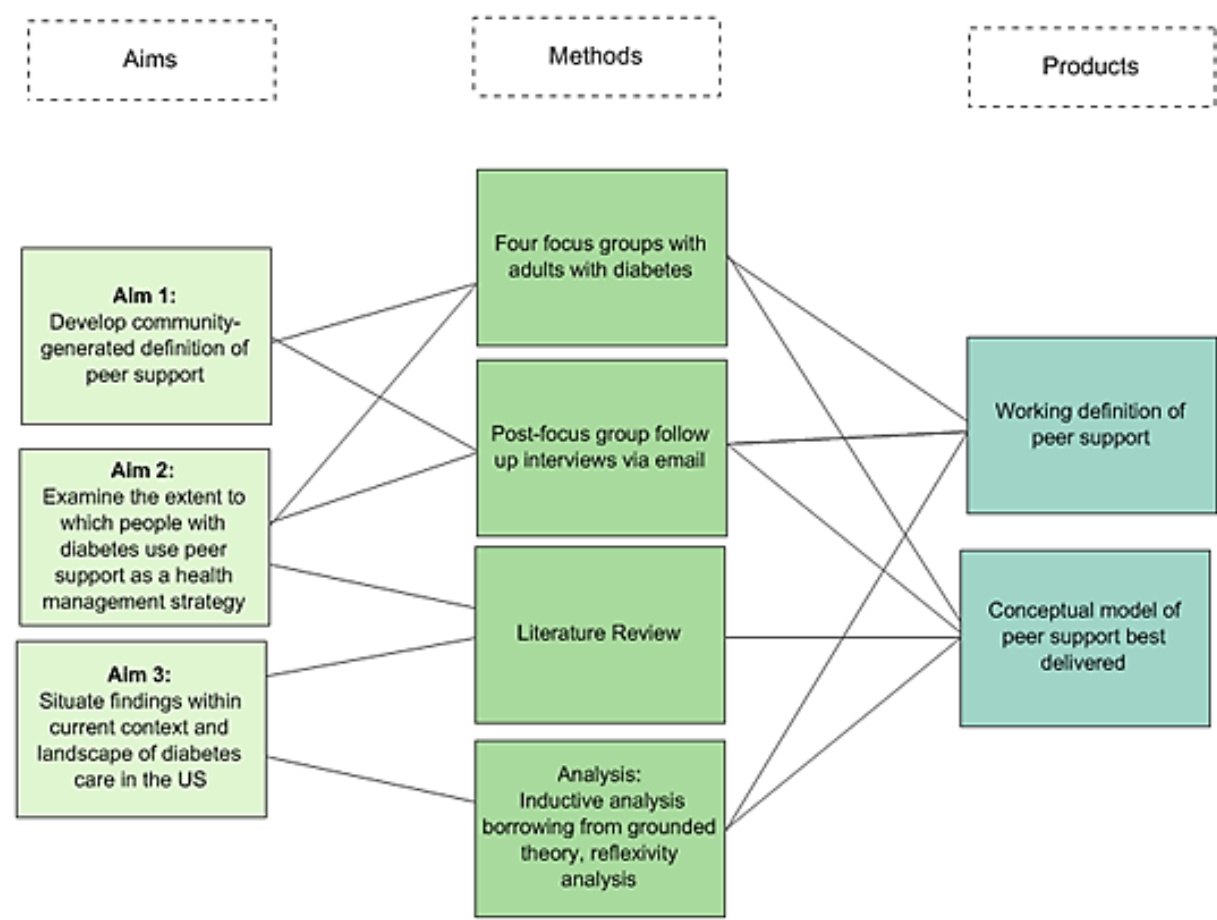 Aims
Methods
Products
Aim 1:
Develop community-
generated definition of
peer support
Aim 2:
Examine the extent to
which people with
diabetes use peer
support as a health
management strategy
Aim 3:
Situate findings within
current context and
landscape of diabetes
care in the US
Four focus groups with
adults with diabetes
Post-focus group follow
up interviews via email
Literature Review
Analysis:
Inductive analysis
borrowing from grounded
theory, reflexivity
analysis
Working definition of
peer support
Conceptual model of
peer support best
delivered